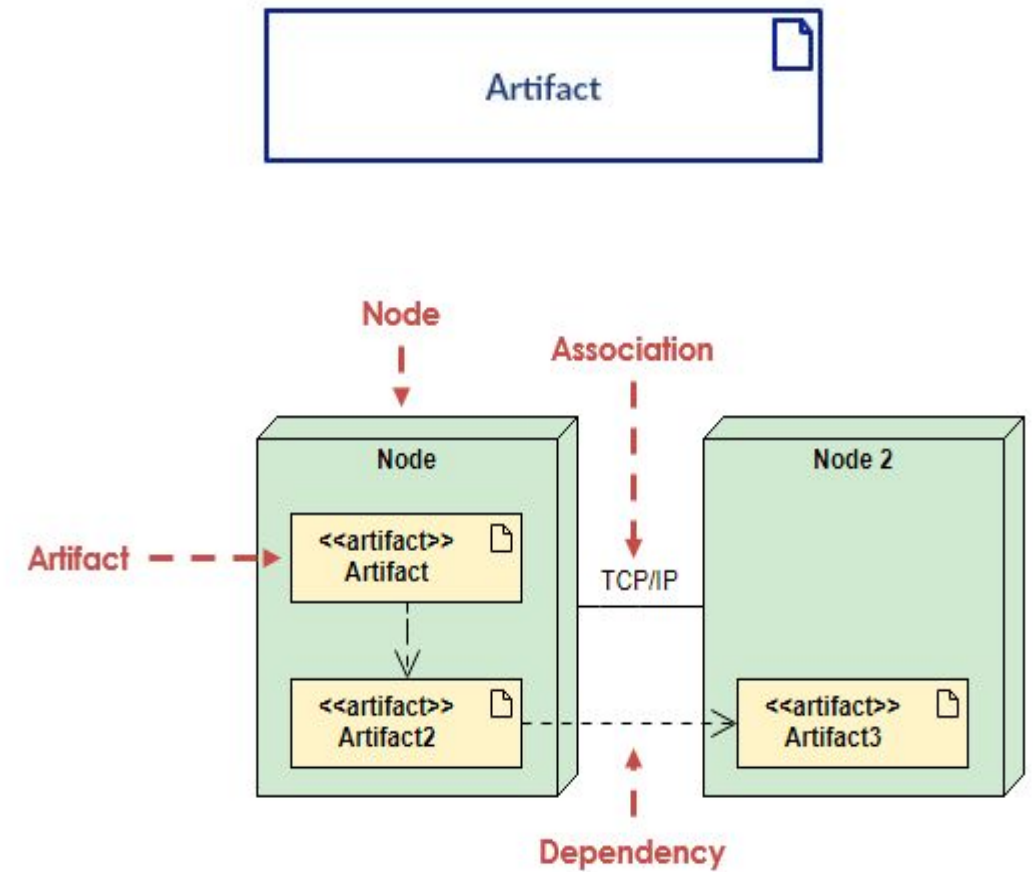 Artifact
Node
Association
Node
Node 2
Artifact
<<artifact>>
Artifact
TCP/IP
<<artifact>>
Artifact2
<<artifact>>
Artifact3
Dependency